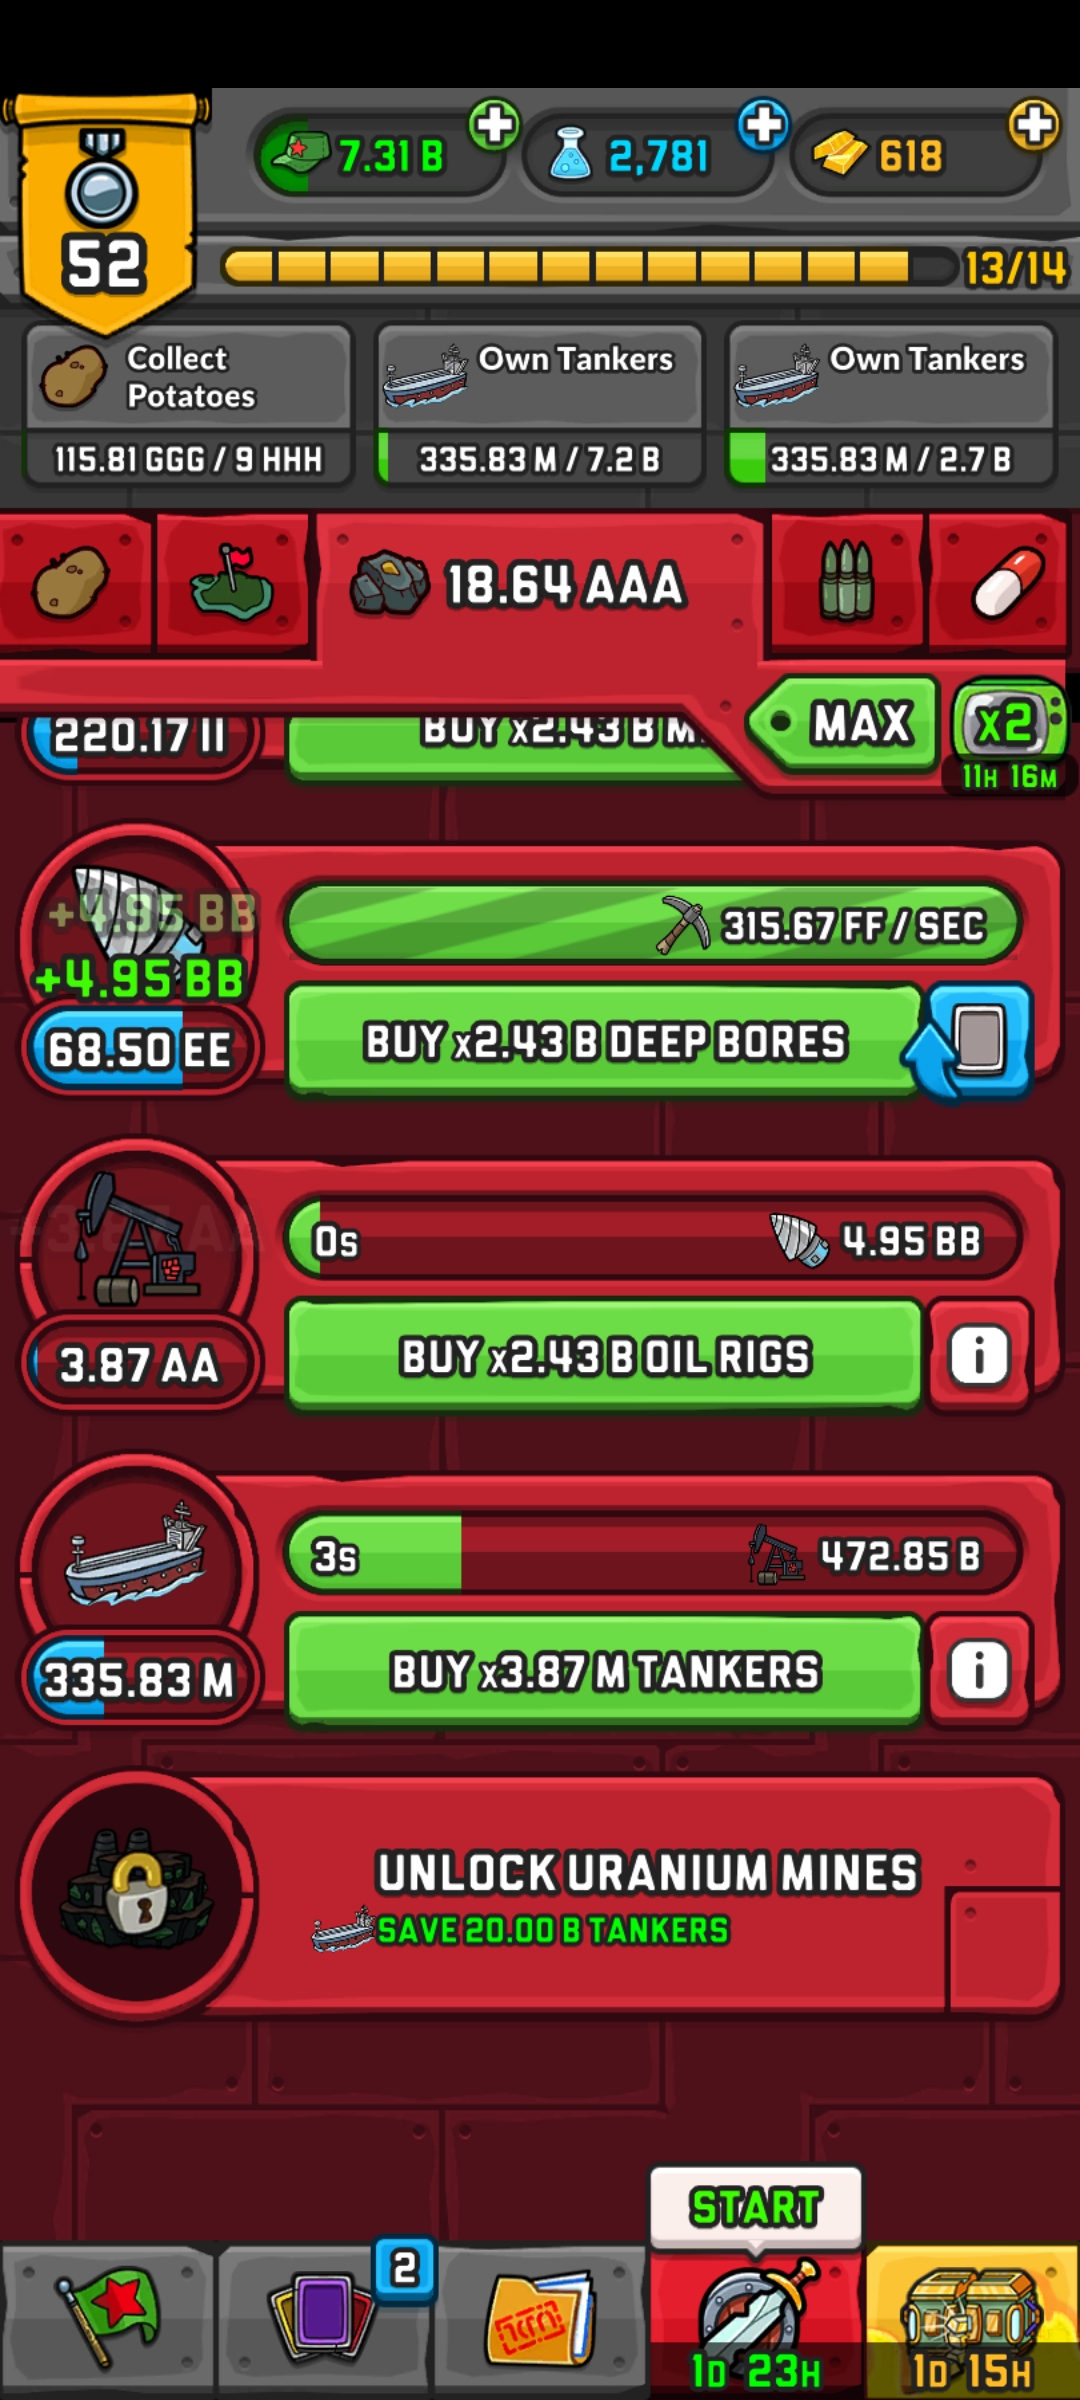 7.31 B
2,781
618
52
13/14
Collect
Potatoes
115.81 GGG / 9 HHH
Own Tankers
335.83 M / 7.2 B
Own Tankers
335.83 M / 2.7 B
18.64 AAA
MAX
x2
11H 16M
220.17 II
BUY x2.43 B M
+4.95 BB
+4.95 BB
68.50 EE
315.67 FF / SEC
BUY x2.43 B DEEP BORES
+3.87 AA
3.87 AA
0s
4.95 BB
BUY x2.43 B OIL RIGS
i
335.83 M
3s
472.85 B
BUY x3.87 M TANKERS
i
UNLOCK URANIUM MINES
SAVE 20.00 B TANKERS
START
2
1D 23H
1D 15H